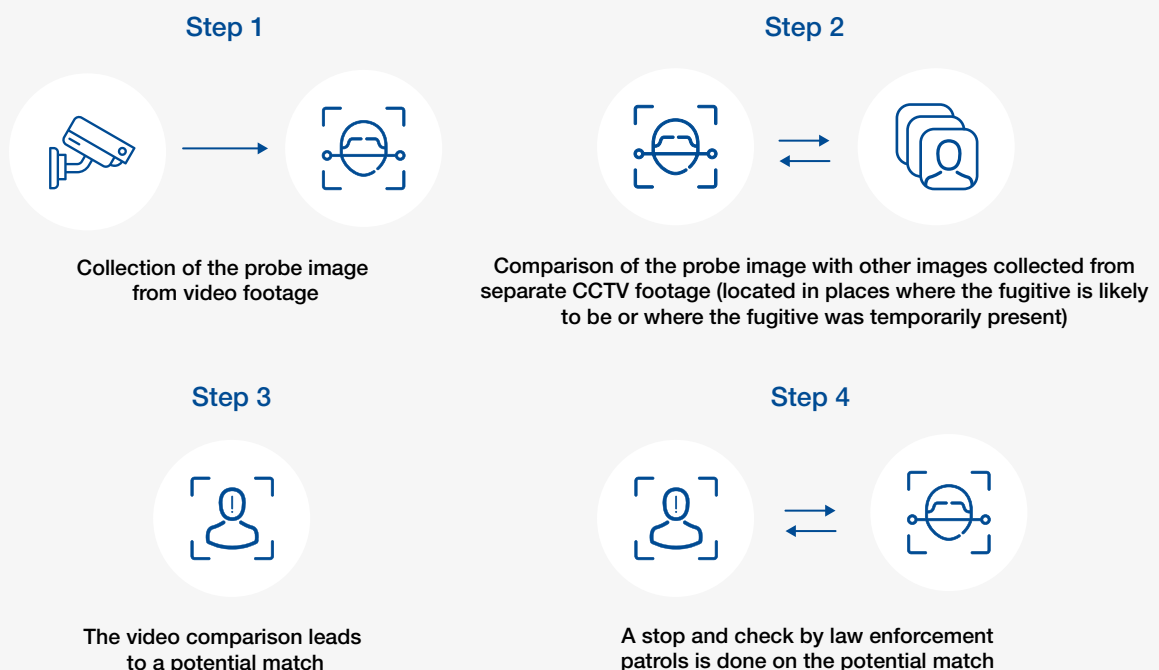 Step 1
Collection of the probe image
from video footage
Step 2
Comparison of the probe image with other images collected from
separate CCTV footage (located in places where the fugitive is likely
to be or where the fugitive was temporarily present)
Step 3
The video comparison leads
to a potential match
Step 4
A stop and check by law enforcement
patrols is done on the potential match